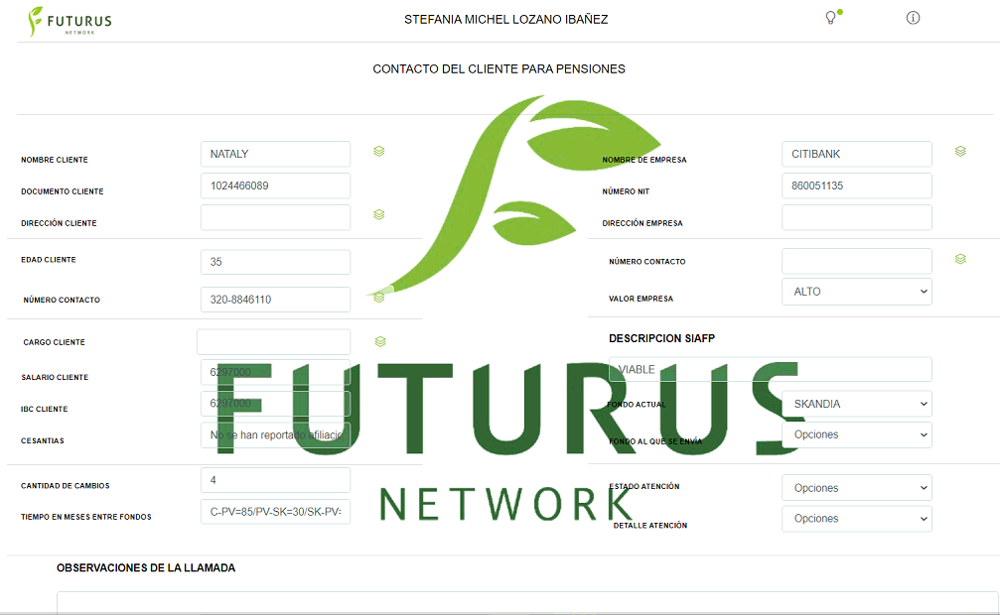 FUTURUS
NETWORK
STEFANIA MICHEL LOZANO IBAÑEZ
CONTACTO DEL CLIENTE PARA PENSIONES
NOMBRE CLIENTE NATALY
DOCUMENTO CLIENTE 1024466089
DIRECCIÓN CLIENTE
EDAD CLIENTE 35
NÚMERO CONTACTO 320-8846110
CARGO CLIENTE
SALARIO CLIENTE 6297000
IBC CLIENTE 6297000
CESANTIAS No se han reportado afiliacio
CANTIDAD DE CAMBIOS 4
TIEMPO EN MESES ENTRE FONDOS C-PV=85/PV-SK=30/SK-PV=
NOMBRE DE EMPRESA CITIBANK
NÚMERO NIT 860051135
DIRECCIÓN EMPRESA
NÚMERO CONTACTO
VALOR EMPRESA ALTO
DESCRIPCION SIAFP
VIABLE
FONDO ACTUAL SKANDIA
FONDO AL QUE SE ENVÍA Opciones
ESTADO ATENCIÓN Opciones
DETALLE ATENCIÓN Opciones
FUTURUS
NETWORK
OBSERVACIONES DE LA LLAMADA